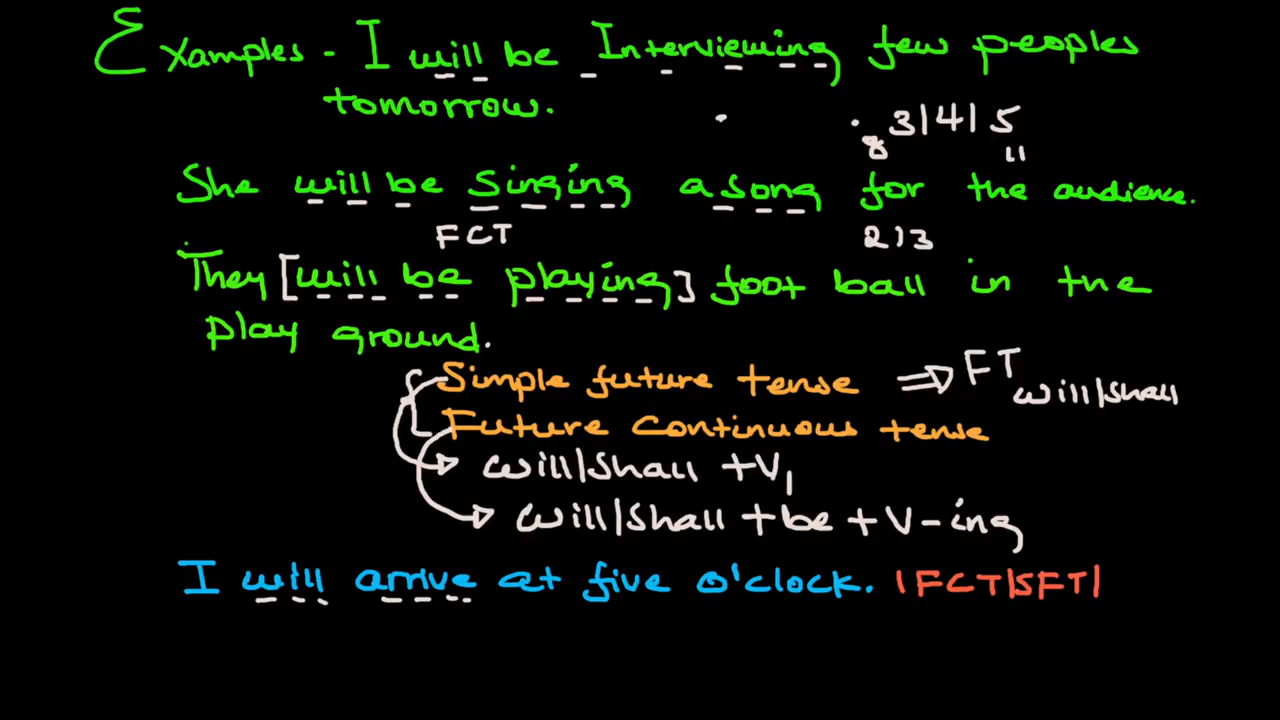 Examples - I will be Interviewing few peoples
tomorrow.
8 3|4|5
11
She will be singing a song for the audience.
FCT 2|3
They [will be playing] foot ball in the
play ground.
Simple future tense ⇒ FT will/shall
Future continuous tense
will/shall + V1
will/shall + be + V-ing
I will arrive at five o'clock. |FCT|SFT|